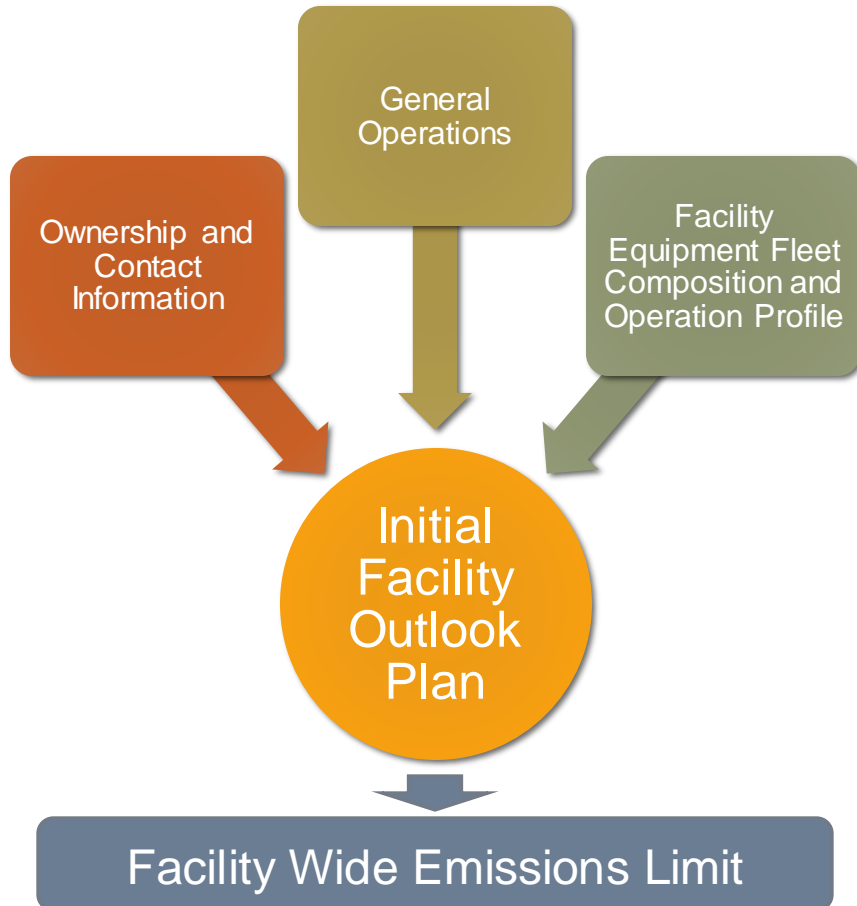 General
Operations
Ownership and
Contact
Information
Facility
Equipment Fleet
Composition and
Operation Profile
Initial
Facility
Outlook
Plan
Facility Wide Emissions Limit